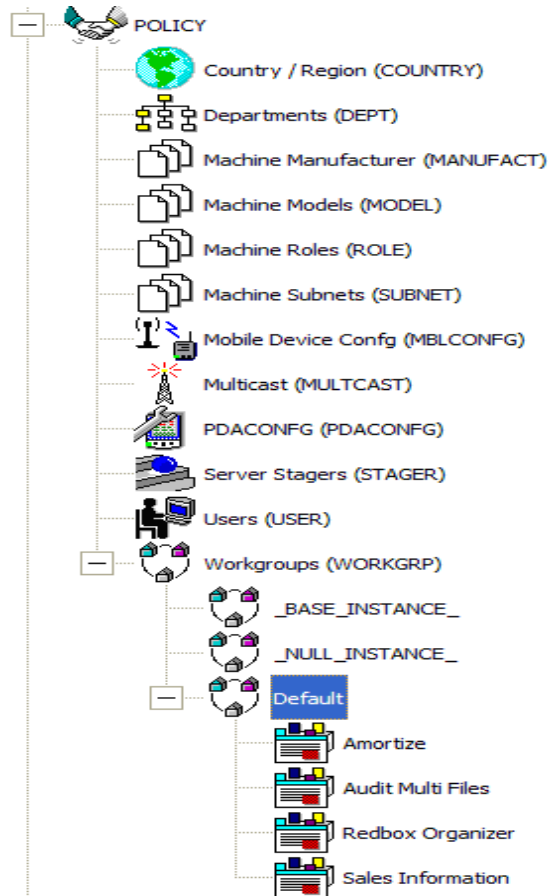 POLICY
Country / Region (COUNTRY)
Departments (DEPT)
Machine Manufacturer (MANUFACT)
Machine Models (MODEL)
Machine Roles (ROLE)
Machine Subnets (SUBNET)
Mobile Device Confg (MBLCONFG)
Multicast (MULTCAST)
PDACONFG (PDACONFG)
Server Stagers (STAGER)
Users (USER)
Workgroups (WORKGRP)
_BASE_INSTANCE_
_NULL_INSTANCE_
Default
Amortize
Audit Multi Files
Redbox Organizer
Sales Information